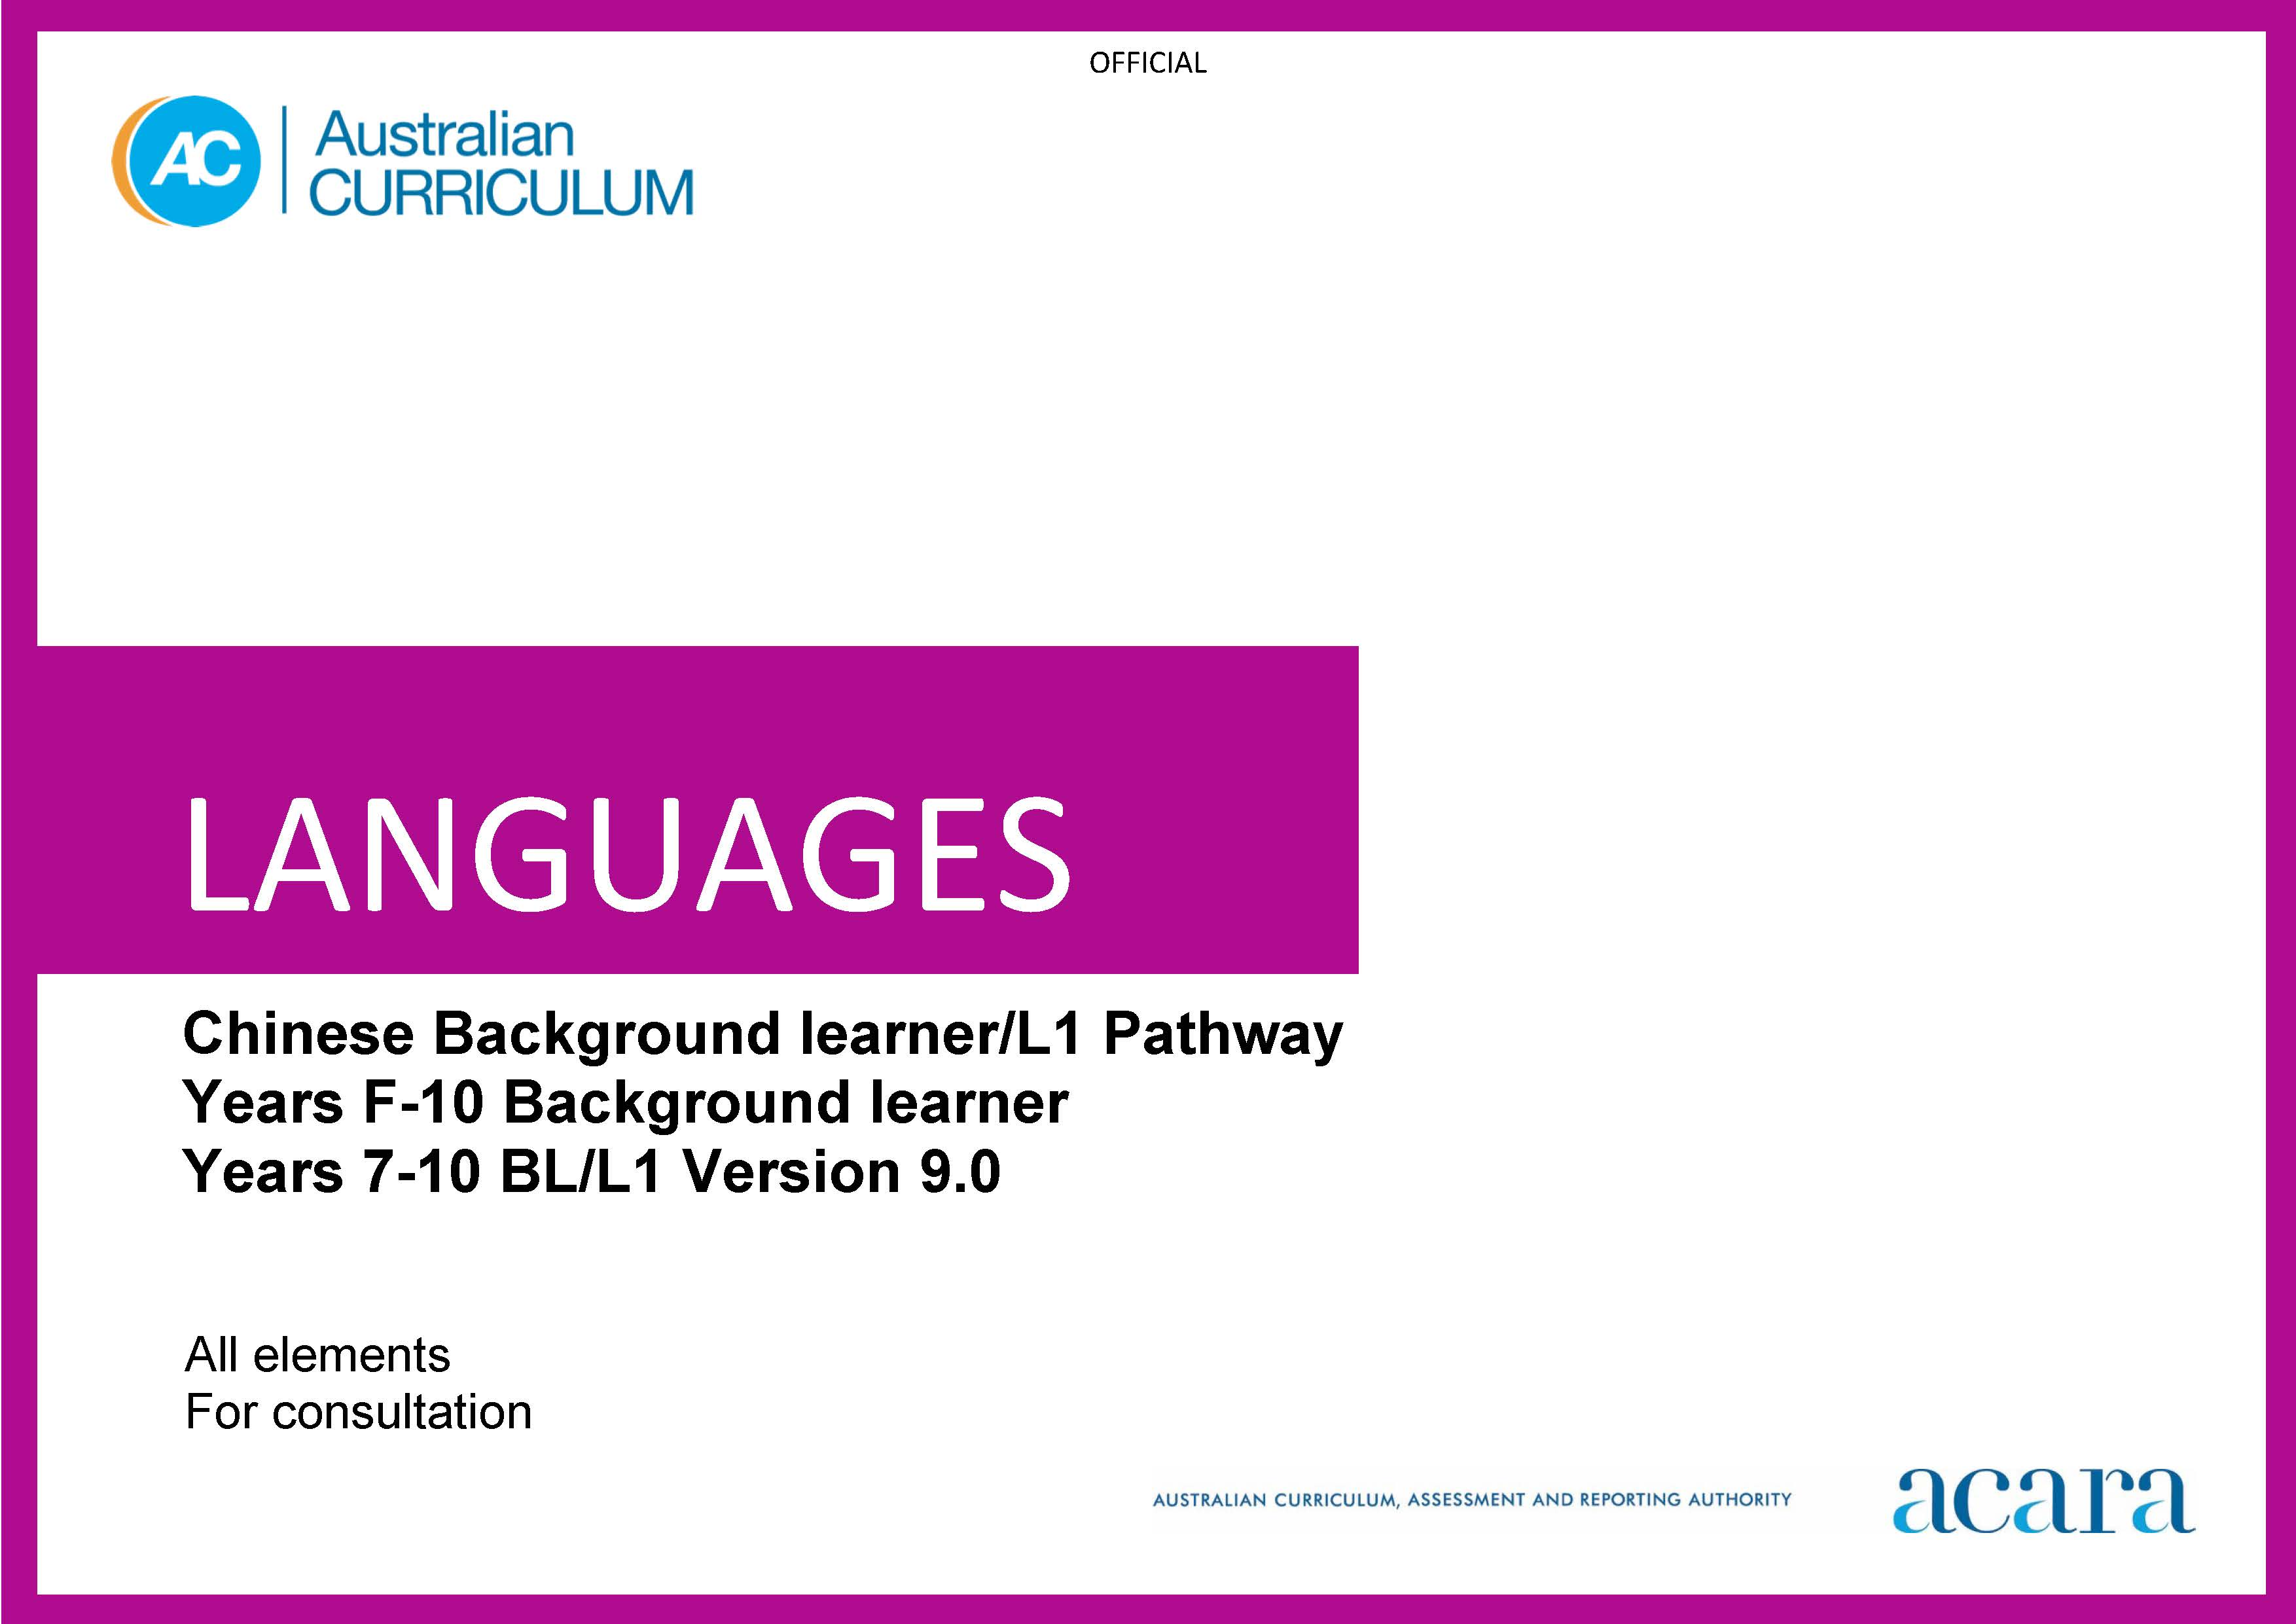 OFFICIAL
AC
Australian
CURRICULUM
LANGUAGES
Chinese Background learner/L1 Pathway
Years F-10 Background learner
Years 7-10 BL/L1 Version 9.0
All elements
For consultation
AUSTRALIAN CURRICULUM, ASSESSMENT AND REPORTING AUTHORITY
acara